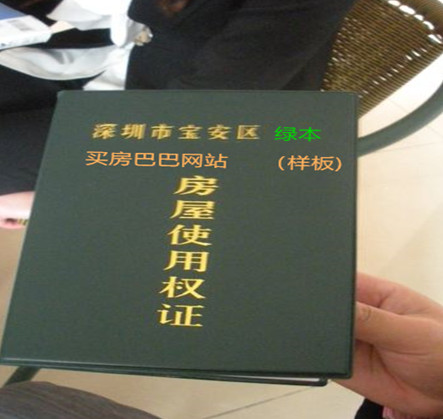 深圳市宝安区 绿本
买房巴巴网站 (样板)
房屋使用权证